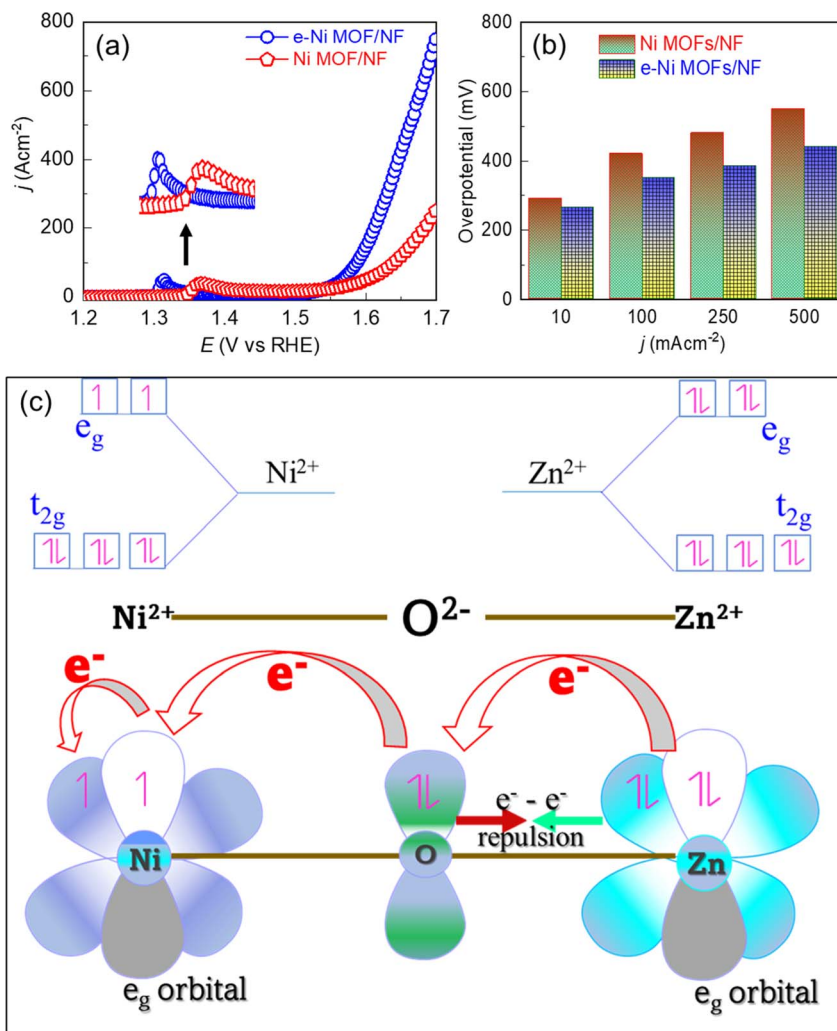 (a)
e-Ni MOF/NF
Ni MOF/NF
j (Acm-2)
800
600
400
200
0
1.2 1.3 1.4 1.5 1.6 1.7
E (V vs RHE)
(b)
Ni MOFs/NF
e-Ni MOFs/NF
Overpotential (mV)
800
600
400
200
0
10 100 250 500
j (mAcm-2)
(c)
eg
Ni2+
t2g
Zn2+
eg
t2g
Ni2+ O2- Zn2+
e- e- e-
e- - e-
repulsion
Ni O Zn
eg orbital eg orbital